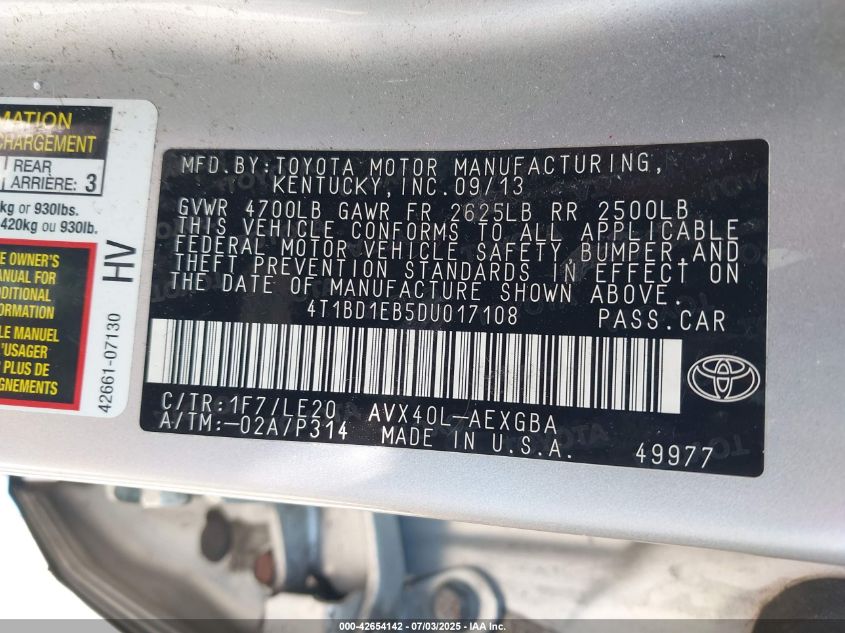 MATION
CHARGEMENT
REAR
ARRIÈRE: 3
kg or 930lbs.
420kg ou 930lb.
E OWNER'S
ANUAL FOR
DDITIONAL
ORMATION
LE MANUEL
'USAGER
PLUS DE
GNEMENTS
HV
42661-07130
MFD.BY:TOYOTA MOTOR MANUFACTURING,
KENTUCKY,INC.09/13
GVWR 4700LB GAWR FR 2625LB RR 2500LB
THIS VEHICLE CONFORMS TO ALL APPLICABLE
FEDERAL MOTOR VEHICLE SAFETY, BUMPER,AND
THEFT PREVENTION STANDARDS IN EFFECT ON
THE DATE OF MANUFACTURE SHOWN ABOVE.
4T1BD1EB5DU017108 PASS.CAR
C/TR:1F7/LE20 AVX40L-AEXGBA
A/TM:-02A/P314 MADE IN U.S.A. 49977
000-42654142 - 07/03/2025 - IAA Inc.